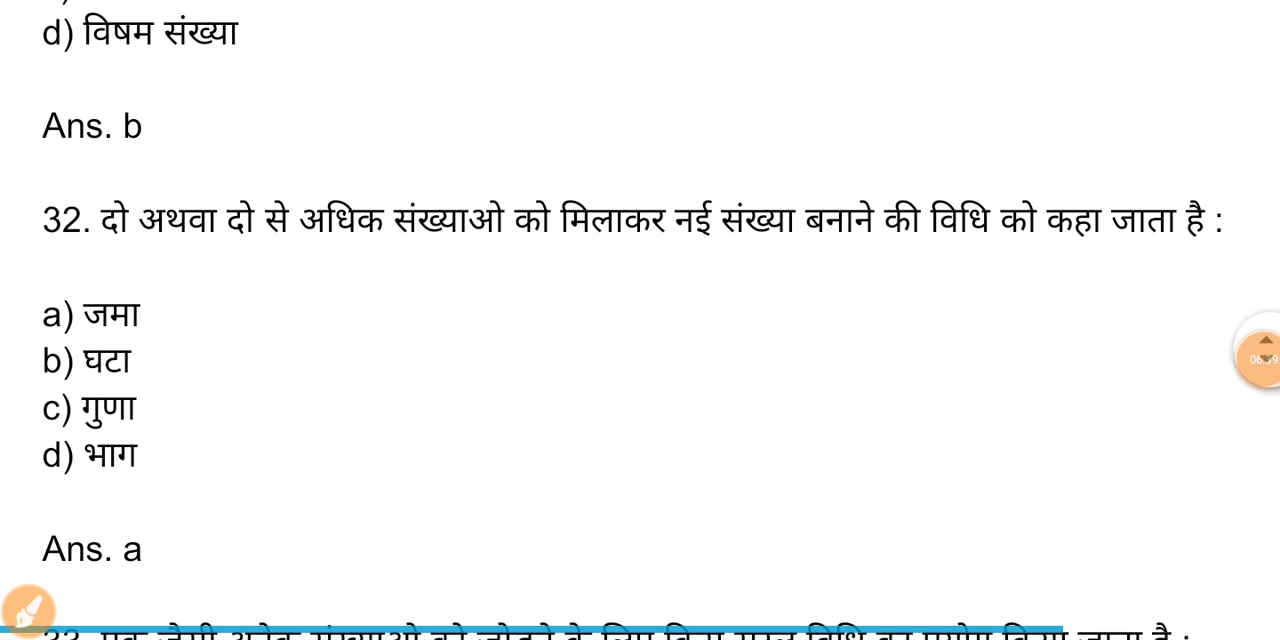 d) विषम संख्या
Ans. b
32. दो अथवा दो से अधिक संख्याओ को मिलाकर नई संख्या बनाने की विधि को कहा जाता है :
a) जमा
b) घटा
c) गुणा
d) भाग
Ans. a